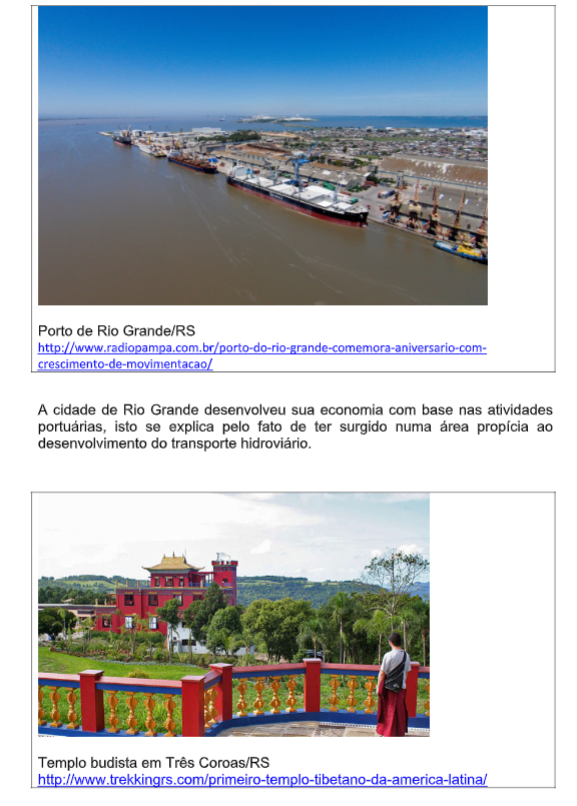 Porto de Rio Grande/RS
http://www.radiopampa.com.br/porto-do-rio-grande-comemora-aniversario-com-
crescimento-de-movimentacao/
A cidade de Rio Grande desenvolveu sua economia com base nas atividades
portuárias, isto se explica pelo fato de ter surgido numa área propícia ao
desenvolvimento do transporte hidroviário.
Templo budista em Três Coroas/RS
http://www.trekkingrs.com/primeiro-templo-tibetano-da-america-latina/